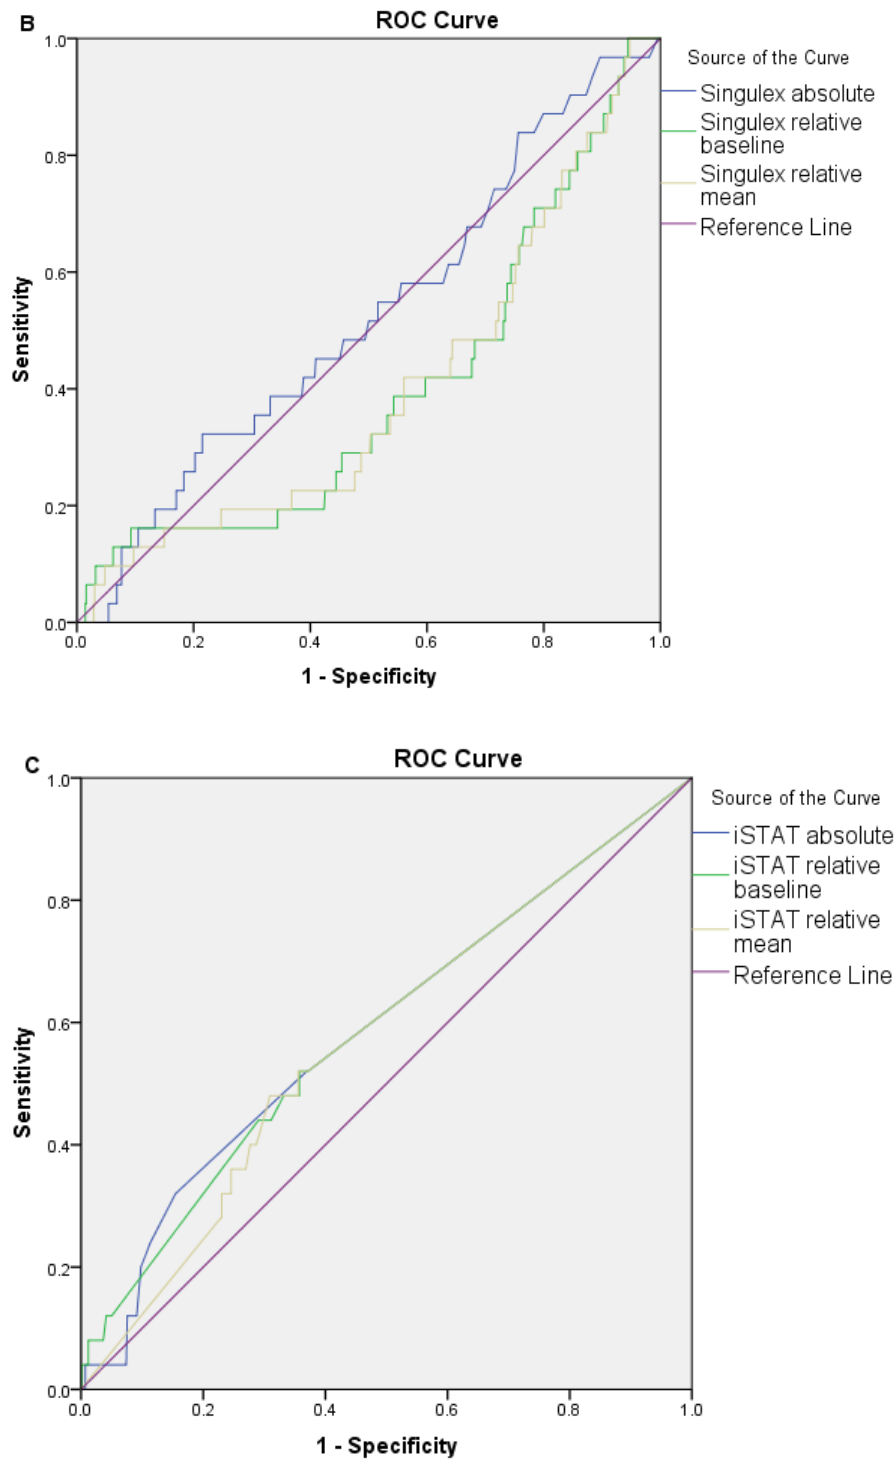 B
ROC Curve
Source of the Curve
Singulex absolute
Singulex relative
baseline
Singulex relative
mean
Reference Line
1.0
0.8
0.6
0.4
0.2
0.0
Sensitivity
0.0 0.2 0.4 0.6 0.8 1.0
1 - Specificity
C
ROC Curve
Source of the Curve
iSTAT absolute
iSTAT relative
baseline
iSTAT relative
mean
Reference Line
1.0
0.8
0.6
0.4
0.2
0.0
Sensitivity
0.0 0.2 0.4 0.6 0.8 1.0
1 - Specificity